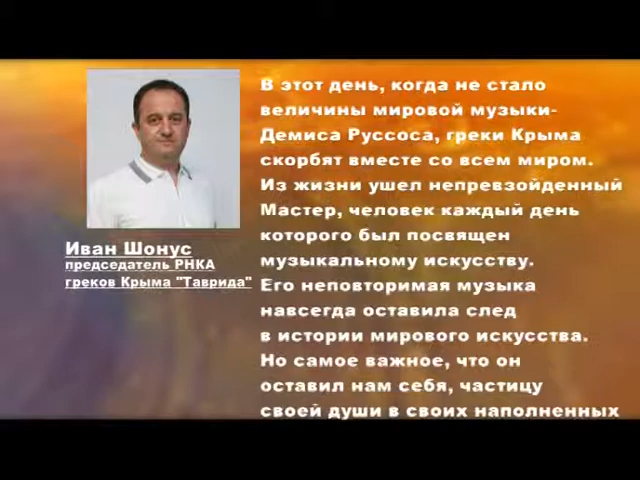 В этот день, когда не стало
величины мировой музыки-
Демиса Руссоса, греки Крыма
скорбят вместе со всем миром.
Из жизни ушел непревзойденный
Мастер, человек каждый день
которого был посвящен
музыкальному искусству.
Его неповторимая музыка
навсегда оставила след
в истории мирового искусства.
Но самое важное, что он
оставил нам себя, частицу
своей души в своих наполненных
Иван Шонус
председатель РНКА
греков Крыма "Таврида"